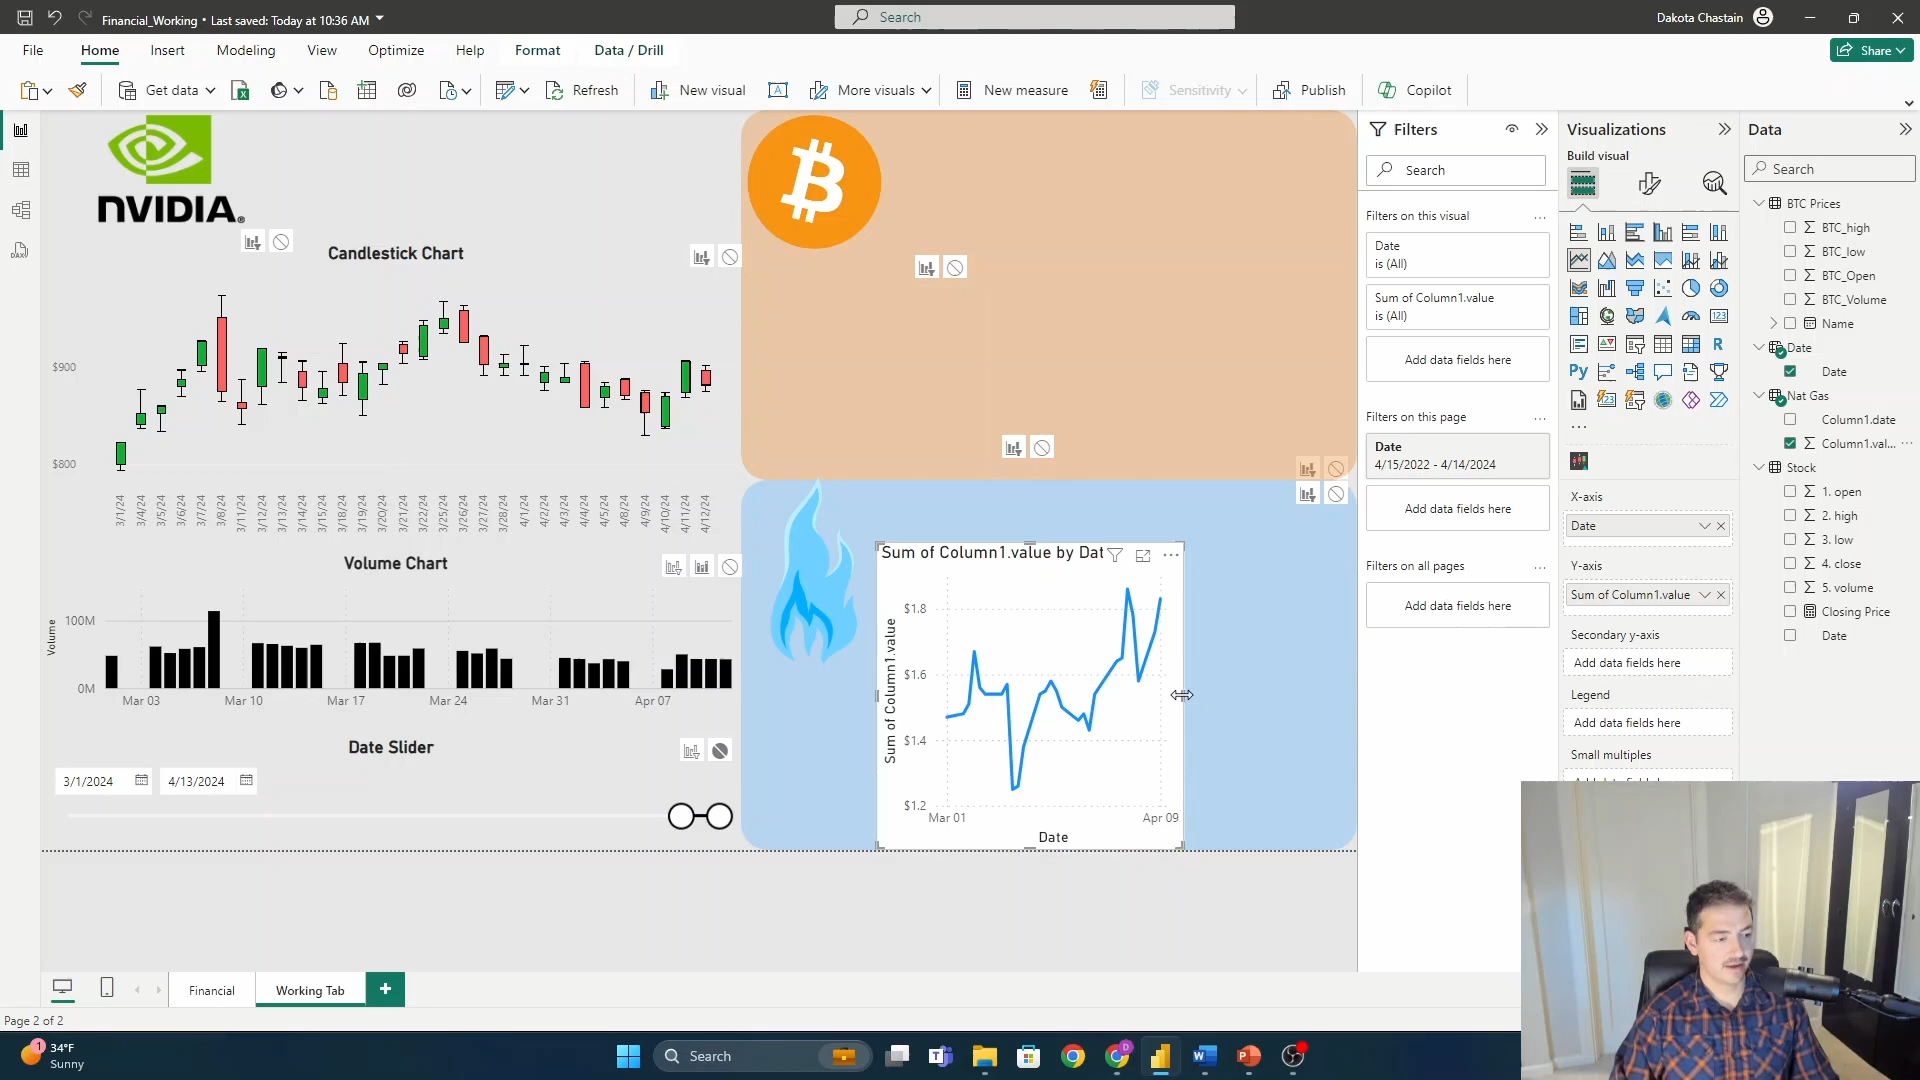 Financial_Working • Last saved: Today at 10:36 AM
Search
Dakota Chastain
File
Home
Insert
Modeling
View
Optimize
Help
Format
Data / Drill
Share
Get data
Refresh
New visual
More visuals
New measure
Sensitivity
Publish
Copilot
NVIDIA®
Candlestick Chart
$900
$800
3/1/24
3/4/24
3/5/24
3/6/24
3/7/24
3/8/24
3/11/24
3/12/24
3/13/24
3/14/24
3/15/24
3/18/24
3/19/24
3/20/24
3/21/24
3/22/24
3/25/24
3/26/24
3/27/24
3/28/24
4/1/24
4/2/24
4/3/24
4/4/24
4/5/24
4/8/24
4/9/24
4/10/24
4/11/24
4/12/24
Volume Chart
Volume
100M
0M
Mar 03
Mar 10
Mar 17
Mar 24
Mar 31
Apr 07
Date Slider
3/1/2024
4/13/2024
Sum of Column1.value by Dat
Sum of Column1.value
$1.8
$1.6
$1.4
$1.2
Mar 01
Apr 09
Date
Filters
Search
Filters on this visual
Date
is (All)
Sum of Column1.value
is (All)
Add data fields here
Filters on this page
Date
4/15/2022 - 4/14/2024
Add data fields here
Filters on all pages
Add data fields here
Visualizations
Build visual
123
R
Py
123
X-axis
Date
Y-axis
Sum of Column1.value
Secondary y-axis
Add data fields here
Legend
Add data fields here
Small multiples
Data
Search
BTC Prices
BTC_high
BTC_low
BTC_Open
BTC_Volume
Name
Date
Date
Nat Gas
Column1.date
Column1.val...
Stock
1. open
2. high
3. low
4. close
5. volume
Closing Price
Date
Financial
Working Tab
Page 2 of 2
1
34°F
Sunny
Search